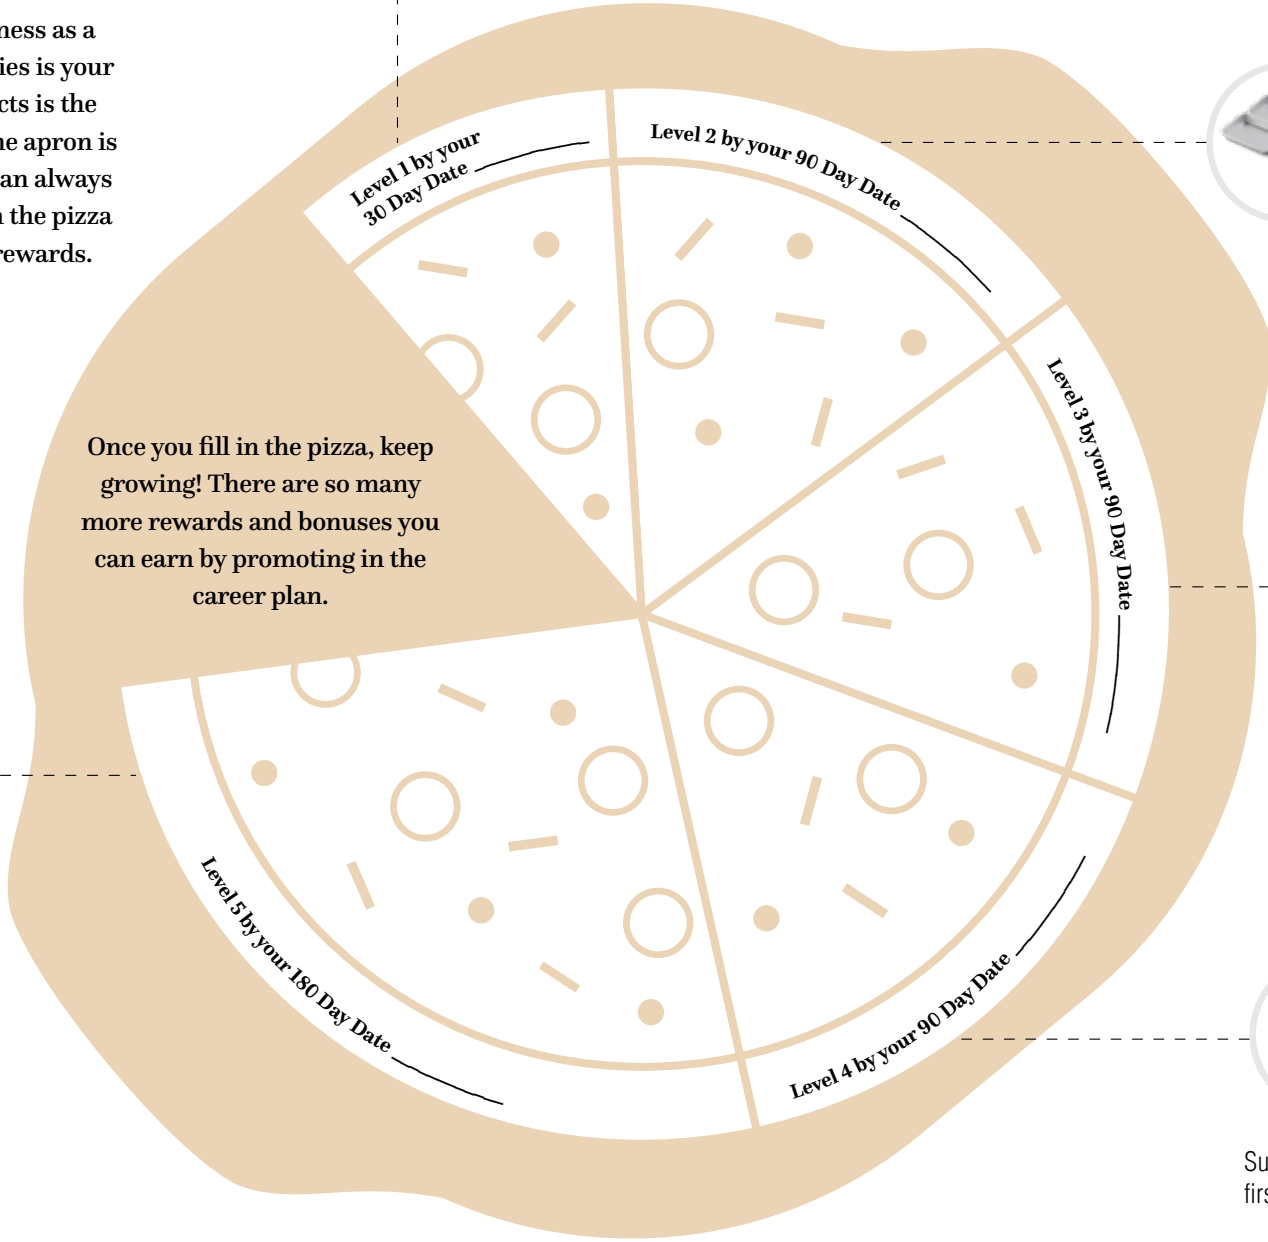 ness as a
ies is your
cts is the
ne apron is
an always
n the pizza
rewards.
Level 1 by your
30 Day Date
Level 2 by your 90 Day Date
Level 3 by your 90 Day Date
Once you fill in the pizza, keep
growing! There are so many
more rewards and bonuses you
can earn by promoting in the
career plan.
Level 5 by your 180 Day Date
Level 4 by your 90 Day Date
Su
firs